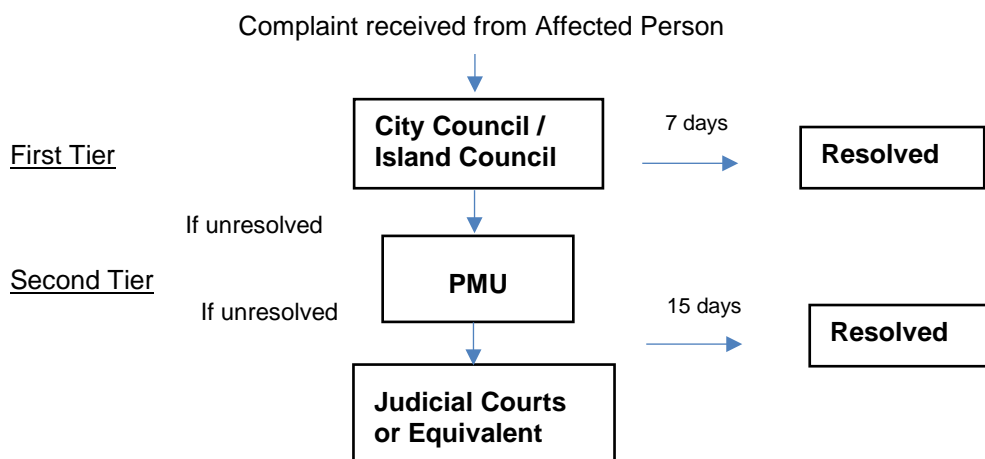 Complaint received from Affected Person
City Council /
Island Council
7 days
Resolved
First Tier
If unresolved
PMU
Second Tier
If unresolved
15 days
Resolved
Judicial Courts
or Equivalent